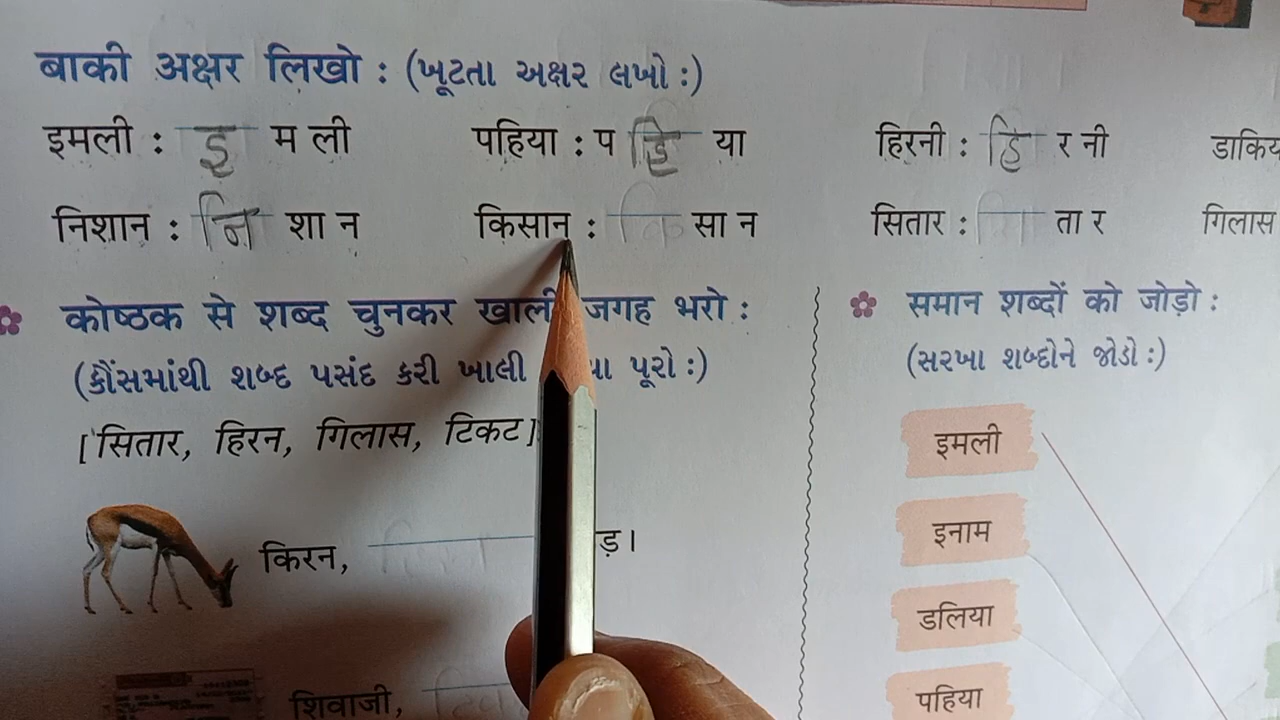 बाकी अक्षर लिखो : (ખૂટતા અક્ષર લખો :)
इमली : इ म ली पहिया : प हि या हिरनी : हि र नी डाकिय
निशान : नि शा न किसान : कि सा न सितार : सि ता र गिलास
कोष्ठक से शब्द चुनकर खाली जगह भरो :
(કૌંસમાંથી શબ્દ પસંદ કરી ખાલી પૂરો :)
[सितार, हिरन, गिलास, टिकट]
किरन, ड़।
शिवाजी,
समान शब्दों को जोड़ो :
(સરખા શબ્દોને જોડો :)
इमली
इनाम
डलिया
पहिया